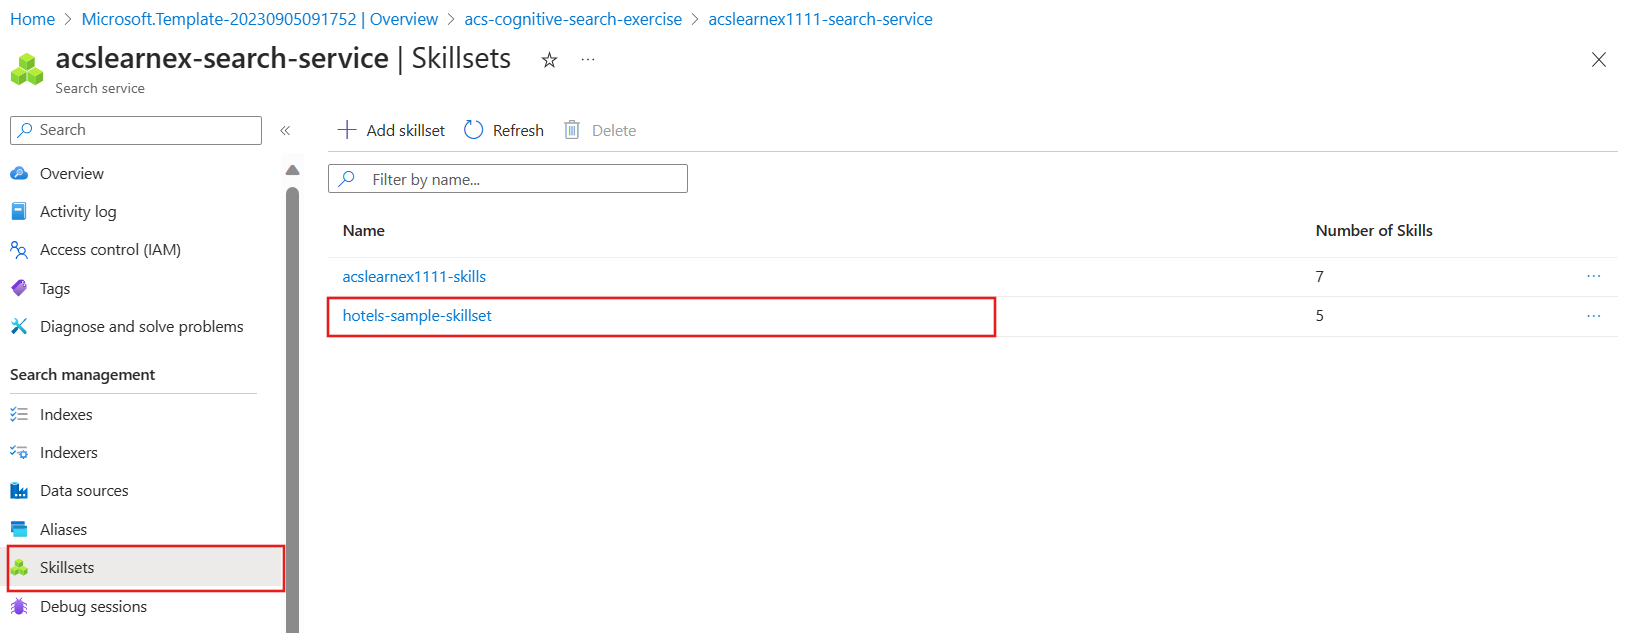 Home > Microsoft.Template-20230905091752 | Overview > acs-cognitive-search-exercise > acslearnex1111-search-service
acslearnex-search-service | Skillsets
Search service
Search
Overview
Activity log
Access control (IAM)
Tags
Diagnose and solve problems
Search management
Indexes
Indexers
Data sources
Aliases
Skillsets
Debug sessions
Add skillset Refresh Delete
Filter by name...
Name Number of Skills
acslearnex1111-skills 7
hotels-sample-skillset 5